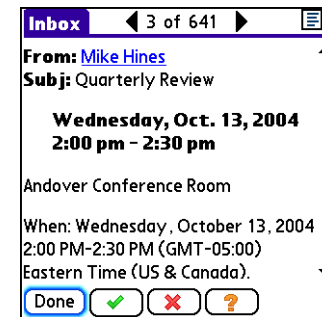 Inbox 3 of 641
From: Mike Hines
Subj: Quarterly Review
Wednesday, Oct. 13, 2004
2:00 pm - 2:30 pm
Andover Conference Room
When: Wednesday, October 13, 2004
2:00 PM-2:30 PM (GMT-05:00)
Eastern Time (US & Canada).
Done ?